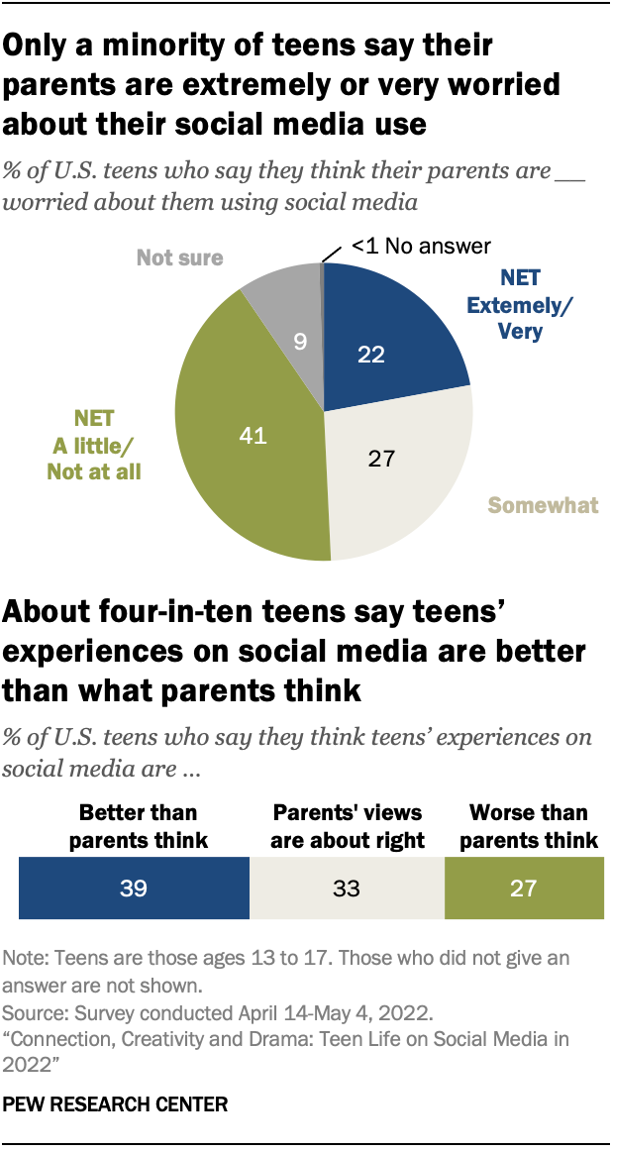 Only a minority of teens say their
parents are extremely or very worried
about their social media use
% of U.S. teens who say they think their parents are __
worried about them using social media
<1 No answer
Not sure
NET
Extemely/
Very
9
22
NET
A little/
Not at all
41
27
Somewhat
About four-in-ten teens say teens’
experiences on social media are better
than what parents think
% of U.S. teens who say they think teens’ experiences on
social media are ...
Better than
parents think
Parents' views
are about right
Worse than
parents think
39
33
27
Note: Teens are those ages 13 to 17. Those who did not give an
answer are not shown.
Source: Survey conducted April 14-May 4, 2022.
“Connection, Creativity and Drama: Teen Life on Social Media in
2022”
PEW RESEARCH CENTER